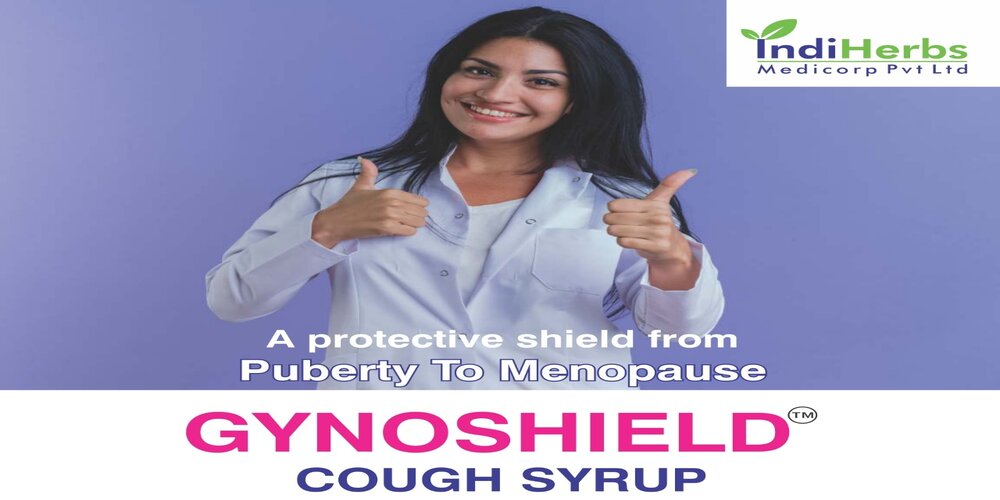 IndiHerbs
Medicorp Pvt Ltd
A protective shield from
Puberty To Menopause
GYNOSHIELD™
COUGH SYRUP